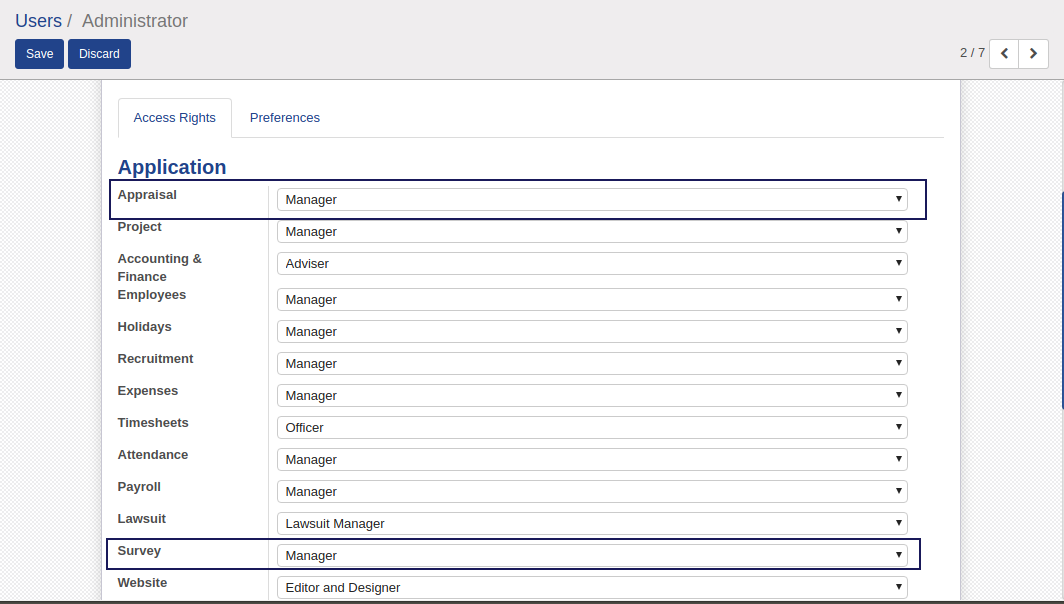 Users / Administrator
Save Discard 2 / 7
Access Rights Preferences
Application
Appraisal Manager
Project Manager
Accounting & Adviser
Finance
Employees Manager
Holidays Manager
Recruitment Manager
Expenses Manager
Timesheets Officer
Attendance Manager
Payroll Manager
Lawsuit Lawsuit Manager
Survey Manager
Website Editor and Designer